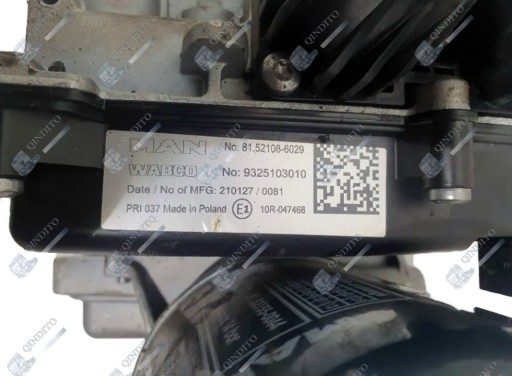 MAN No. 81.52108-6029
WABCO No: 9325103010
Date / No of MFG: 210127 / 0081
PRI 037 Made in Poland E1 10R-047468
QINDITO